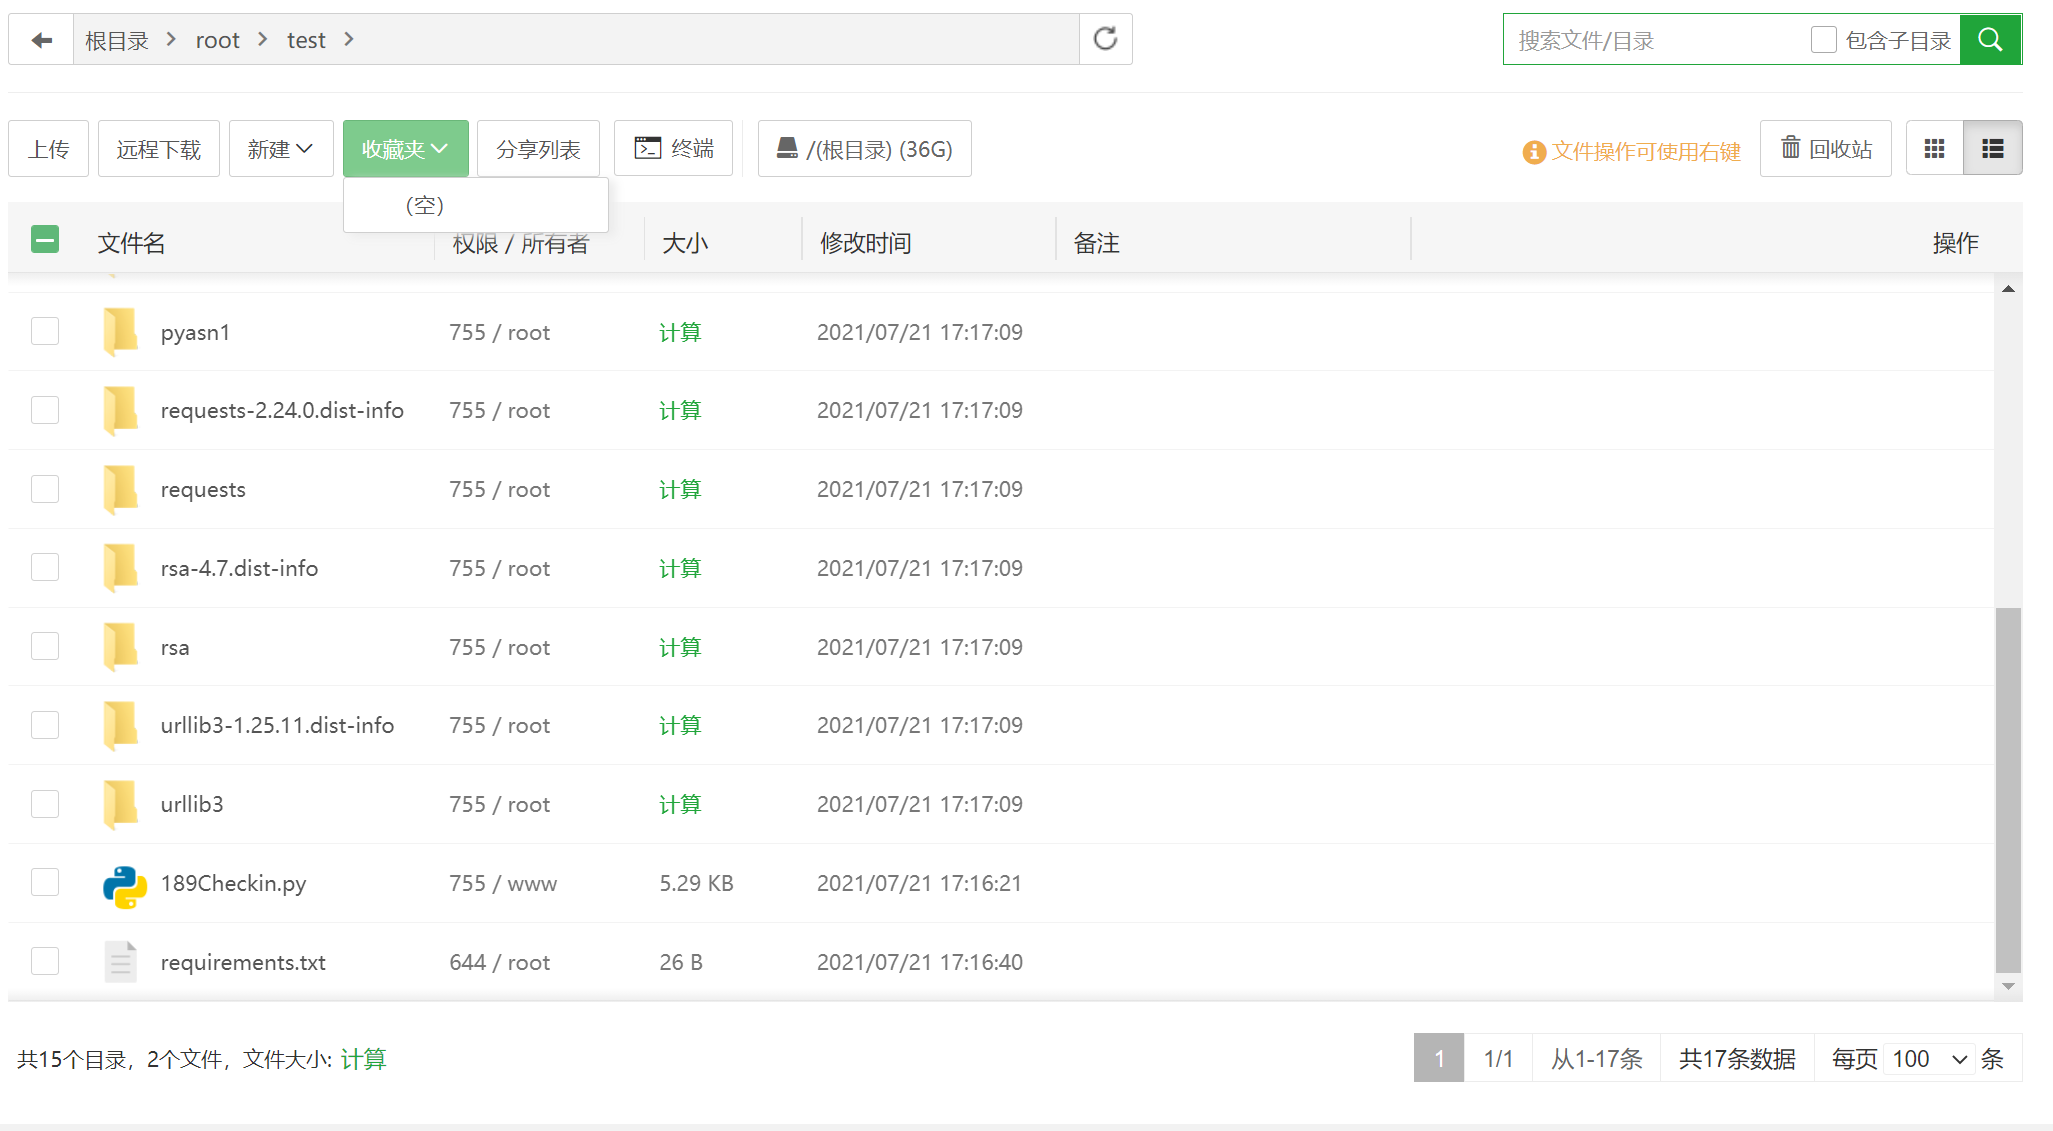 根目录 root test
搜索文件/目录 包含子目录
上传 远程下载 新建 收藏夹 分享列表 终端 /(根目录) (36G) 文件操作可使用右键 回收站
(空)
文件名 权限 / 所有者 大小 修改时间 备注 操作
pyasn1 755 / root 计算 2021/07/21 17:17:09
requests-2.24.0.dist-info 755 / root 计算 2021/07/21 17:17:09
requests 755 / root 计算 2021/07/21 17:17:09
rsa-4.7.dist-info 755 / root 计算 2021/07/21 17:17:09
rsa 755 / root 计算 2021/07/21 17:17:09
urllib3-1.25.11.dist-info 755 / root 计算 2021/07/21 17:17:09
urllib3 755 / root 计算 2021/07/21 17:17:09
189Checkin.py 755 / www 5.29 KB 2021/07/21 17:16:21
requirements.txt 644 / root 26 B 2021/07/21 17:16:40
共15个目录，2个文件，文件大小: 计算 1 1/1 从1-17条 共17条数据 每页 100 条